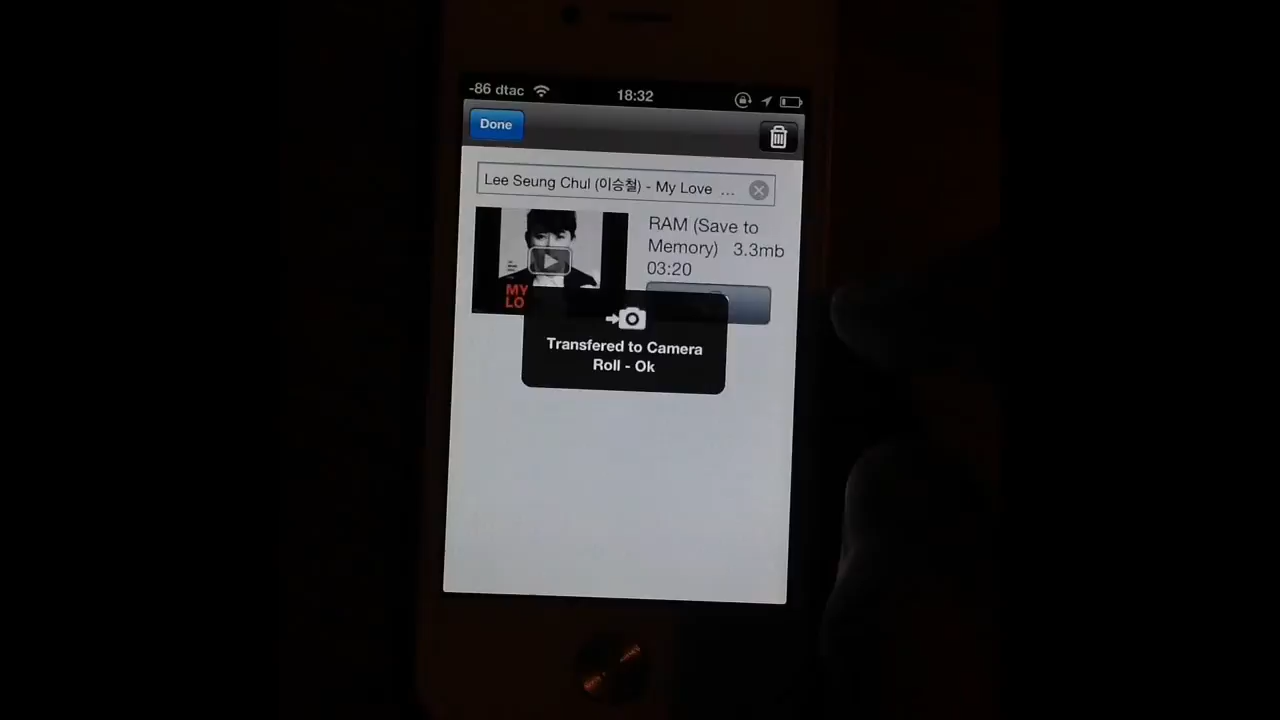 -86 dtac
18:32
Done
Lee Seung Chul (이승철) - My Love ...
RAM (Save to
Memory) 3.3mb
03:20
MY
LO
Transfered to Camera
Roll - Ok